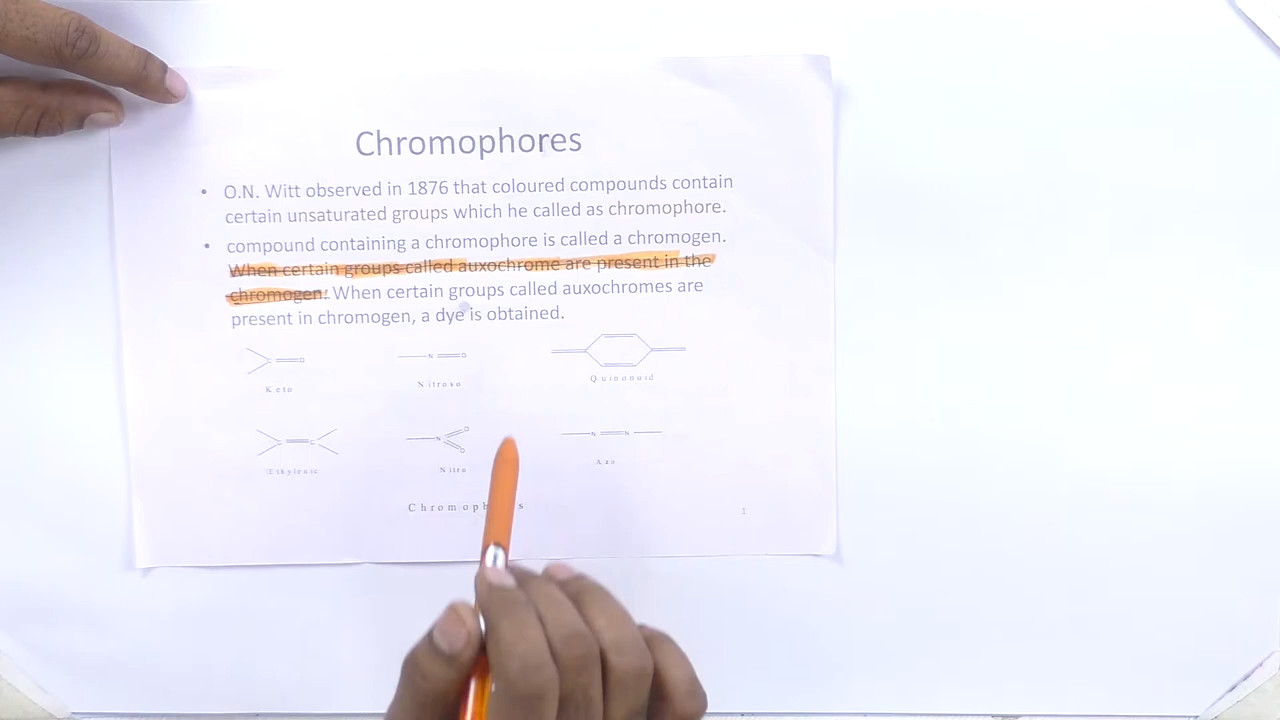 Chromophores
• O.N. Witt observed in 1876 that coloured compounds contain
certain unsaturated groups which he called as chromophore.
• compound containing a chromophore is called a chromogen.
When certain groups called auxochrome are present in the
chromogen. When certain groups called auxochromes are
present in chromogen, a dye is obtained.
O
N O
Keto
Nitroso
Quinonoid
C C
N O
O
N N
Ethylenic
Nitro
Azo
1